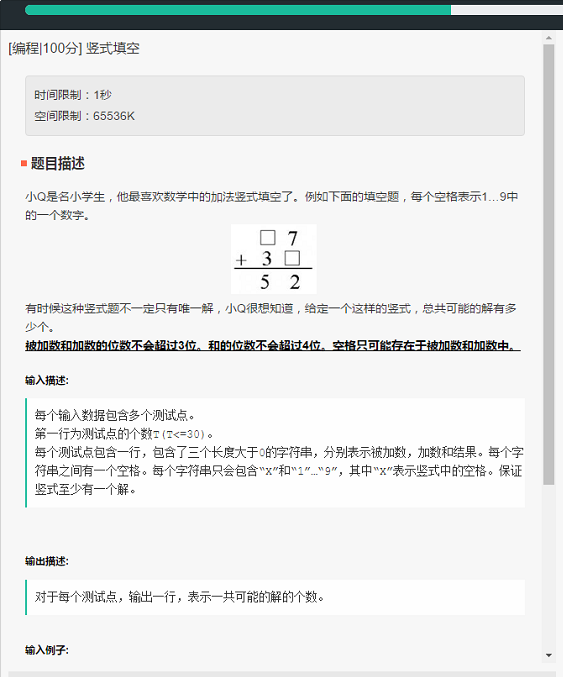 [编程|100分] 竖式填空
时间限制：1秒
空间限制：65536K
题目描述
小Q是名小学生，他最喜欢数学中的加法竖式填空了。例如下面的填空题，每个空格表示1…9中
的一个数字。
□ 7
+ 3 □
5 2
有时候这种竖式题不一定只有唯一解，小Q很想知道，给定一个这样的竖式，总共可能的解有多
少个。
被加数和加数的位数不会超过3位。和的位数不会超过4位。空格只可能存在于被加数和加数中。
输入描述:
每个输入数据包含多个测试点。
第一行为测试点的个数T(T<=30)。
每个测试点包含一行，包含了三个长度大于0的字符串，分别表示被加数，加数和结果。每个字
符串之间有一个空格。每个字符串只会包含“X”和“1”…“9”，其中“X”表示竖式中的空格。保证
竖式至少有一个解。
输出描述:
对于每个测试点，输出一行，表示一共可能的解的个数。
输入例子: